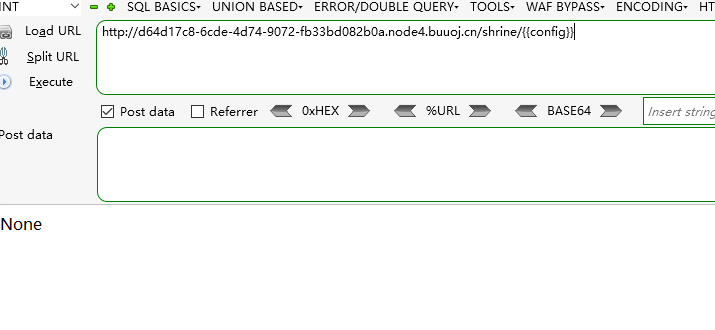 NT SQL BASICS UNION BASED ERROR/DOUBLE QUERY TOOLS WAF BYPASS ENCODING HT
Load URL http://d64d17c8-6cde-4d74-9072-fb33bd082b0a.node4.buuoj.cn/shrine/{{config}}
Split URL
Execute
Post data Referrer 0xHEX %URL BASE64 Insert string
Post data
None